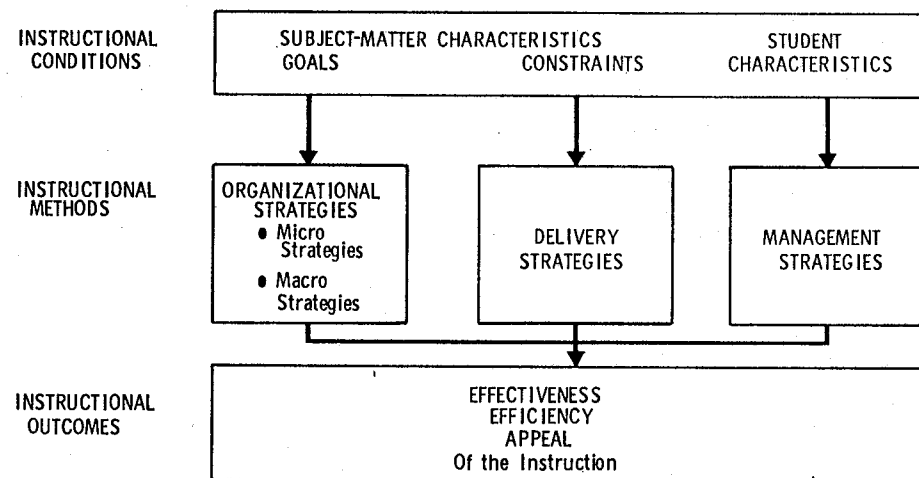 INSTRUCTIONAL
CONDITIONS
SUBJECT-MATTER CHARACTERISTICS
GOALS
CONSTRAINTS
STUDENT
CHARACTERISTICS
INSTRUCTIONAL
METHODS
ORGANIZATIONAL
STRATEGIES
● Micro
Strategies
● Macro
Strategies
DELIVERY
STRATEGIES
MANAGEMENT
STRATEGIES
INSTRUCTIONAL
OUTCOMES
EFFECTIVENESS
EFFICIENCY
APPEAL
Of the Instruction